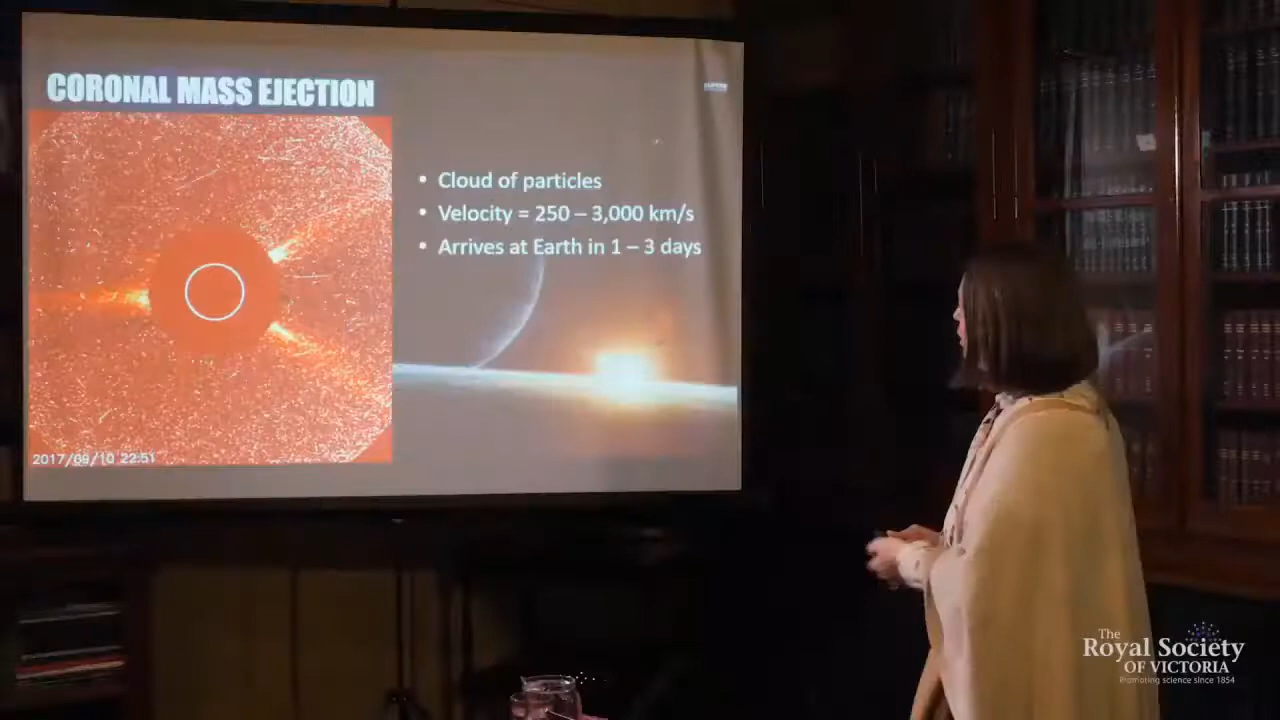 CORONAL MASS EJECTION
• Cloud of particles
• Velocity = 250 – 3,000 km/s
• Arrives at Earth in 1 – 3 days
2017/09/10 22:51
The
Royal Society
OF VICTORIA
Promoting science since 1854